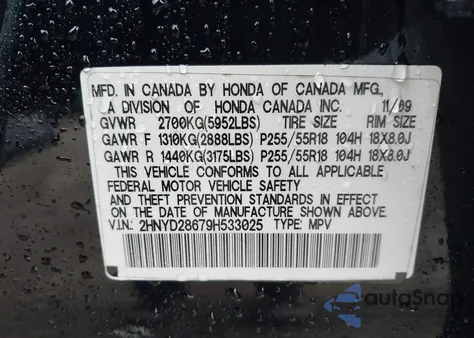 MFD. IN CANADA BY HONDA OF CANADA MFG.,
A DIVISION OF HONDA CANADA INC. 11/09
GVWR 2700KG(5952LBS) TIRE SIZE RIM SIZE
GAWR F 1310KG(2888LBS) P255/55R18 104H 18X8.0J
GAWR R 1440KG(3175LBS) P255/55R18 104H 18X8.0J
THIS VEHICLE CONFORMS TO ALL APPLICABLE
FEDERAL MOTOR VEHICLE SAFETY
AND THEFT PREVENTION STANDARDS IN EFFECT
ON THE DATE OF MANUFACTURE SHOWN ABOVE.
V.I.N.: 2HNYD28679H533025 TYPE: MPV
autoSnap